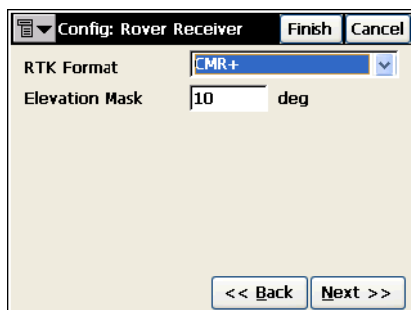 Config: Rover Receiver Finish Cancel
RTK Format CMR+
Elevation Mask 10 deg
<< Back Next >>